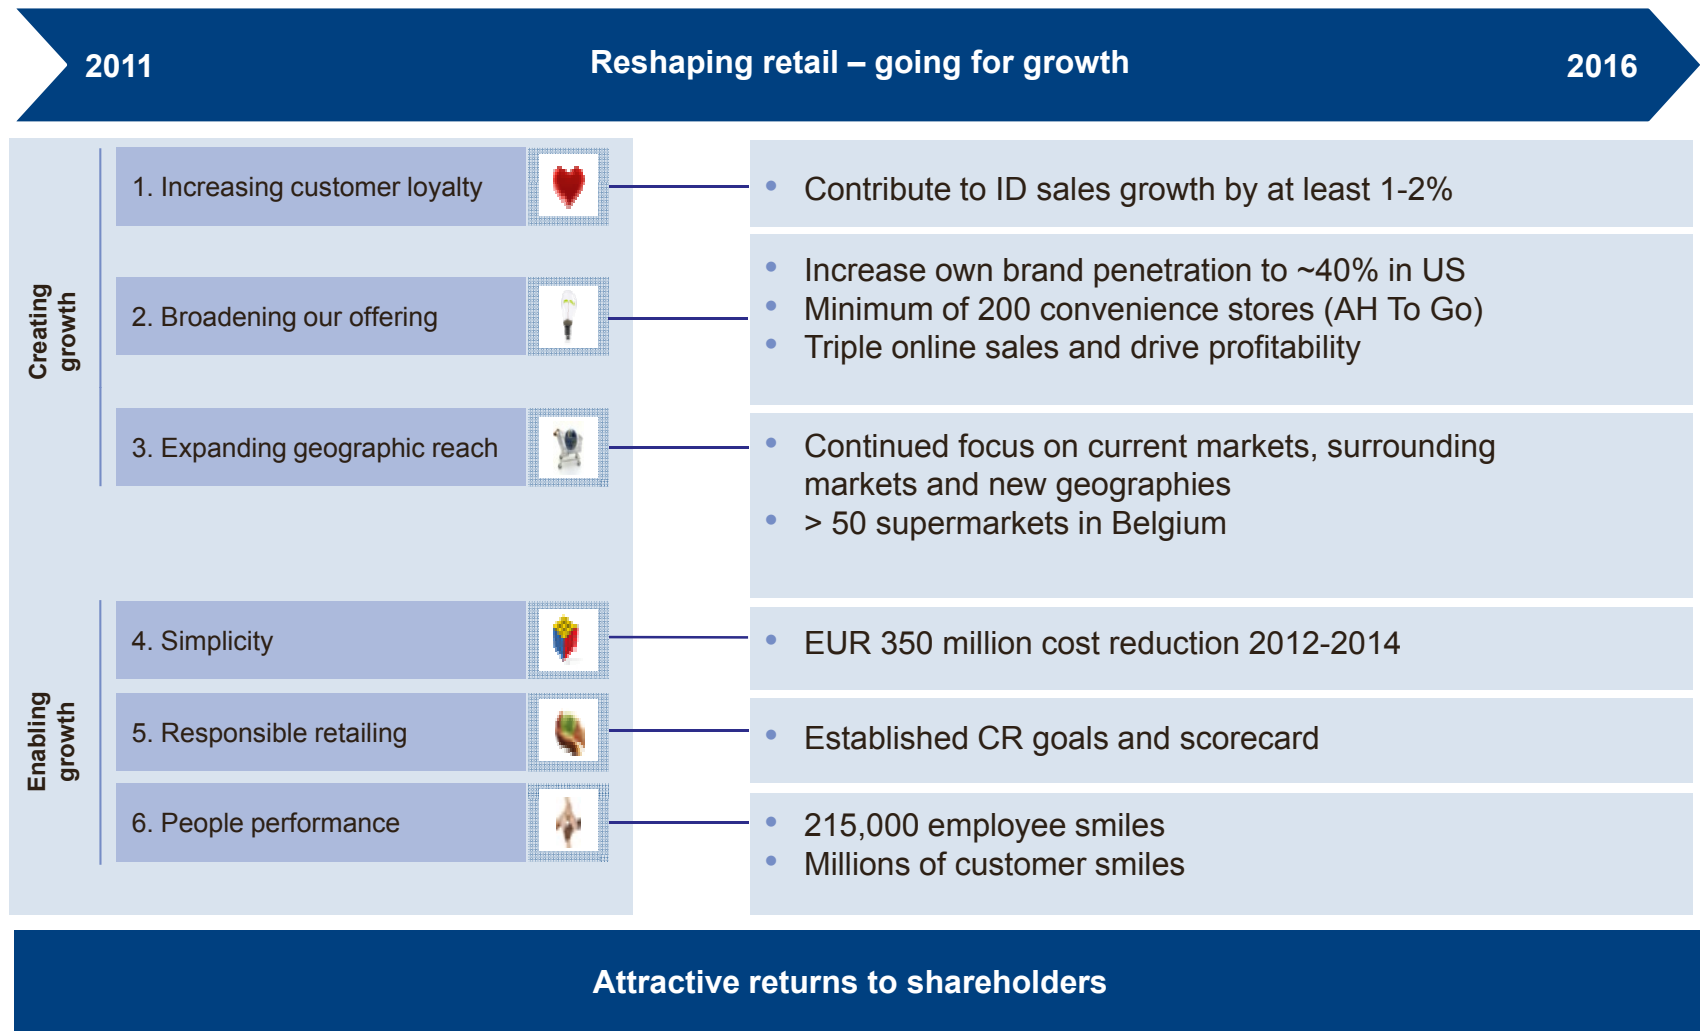 2011
Reshaping retail – going for growth
2016
Creating
growth
1. Increasing customer loyalty
• Contribute to ID sales growth by at least 1-2%
2. Broadening our offering
• Increase own brand penetration to ~40% in US
• Minimum of 200 convenience stores (AH To Go)
• Triple online sales and drive profitability
3. Expanding geographic reach
• Continued focus on current markets, surrounding
markets and new geographies
• > 50 supermarkets in Belgium
Enabling
growth
4. Simplicity
• EUR 350 million cost reduction 2012-2014
5. Responsible retailing
• Established CR goals and scorecard
6. People performance
• 215,000 employee smiles
• Millions of customer smiles
Attractive returns to shareholders